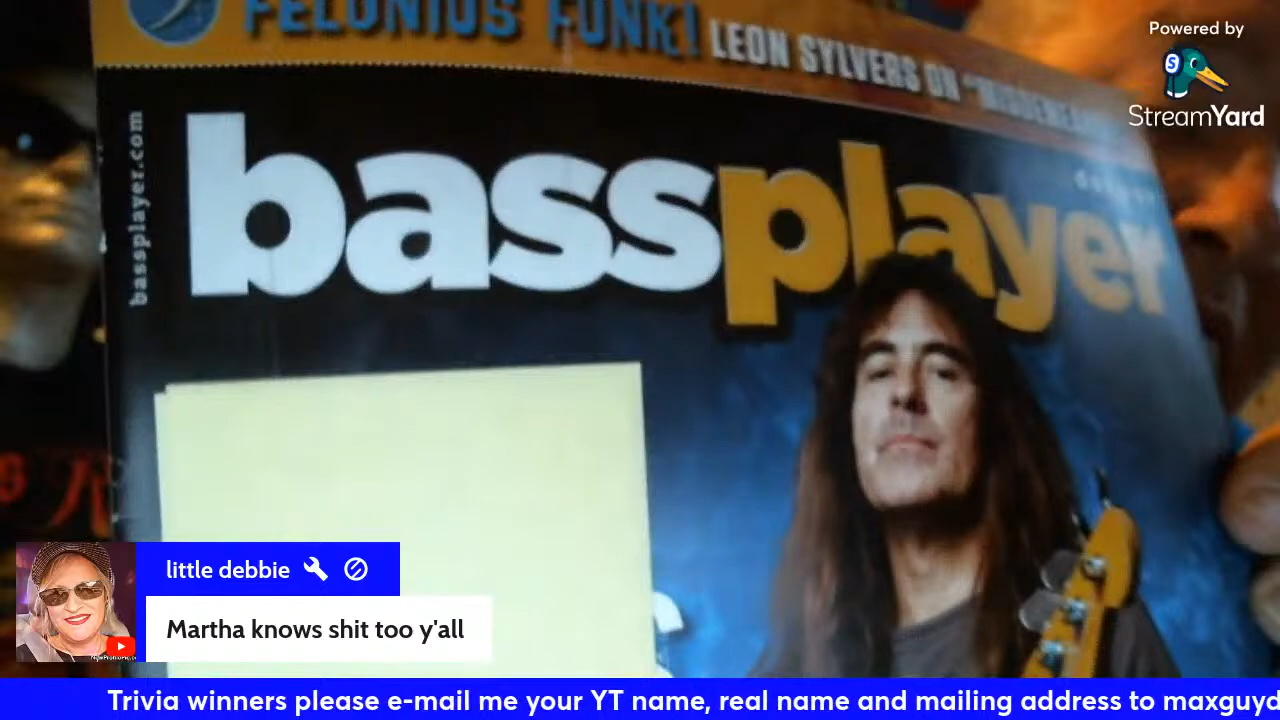 FELONIUS FUNK! LEON SYLVERS ON
Powered by
StreamYard
bassplayer.com
bassplayer
little debbie
Martha knows shit too y'all
Trivia winners please e-mail me your YT name, real name and mailing address to maxguyd